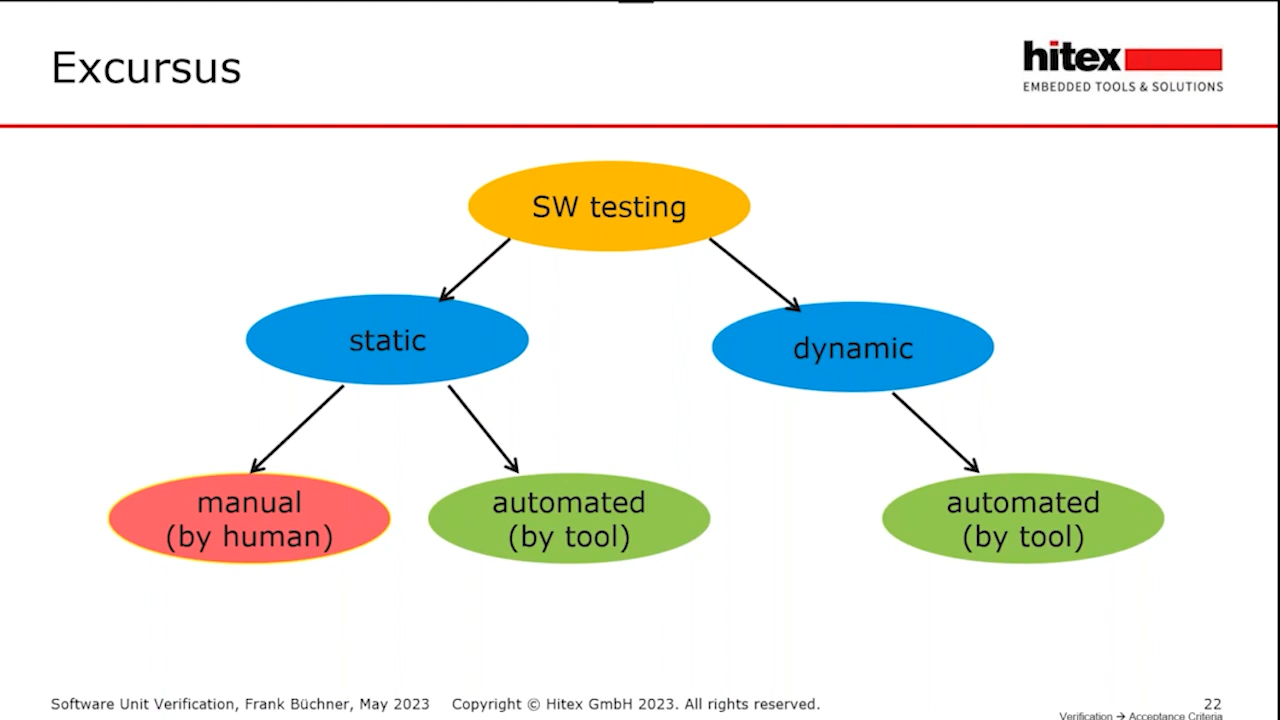 Excursus
hitex
EMBEDDED TOOLS & SOLUTIONS
SW testing
static
dynamic
manual
(by human)
automated
(by tool)
automated
(by tool)
Software Unit Verification, Frank Büchner, May 2023 Copyright © Hitex GmbH 2023. All rights reserved.
22
Verification → Acceptance Criteria